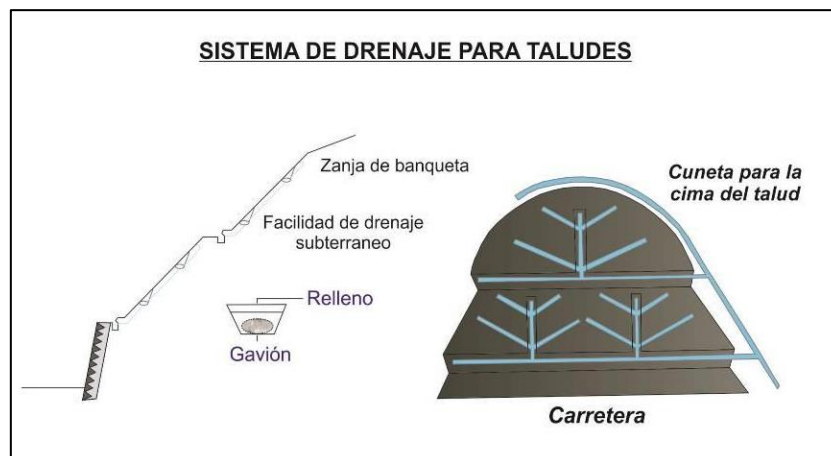 SISTEMA DE DRENAJE PARA TALUDES
Zanja de banqueta
Facilidad de drenaje
subterraneo
Relleno
Gavión
Cuneta para la
cima del talud
Carretera